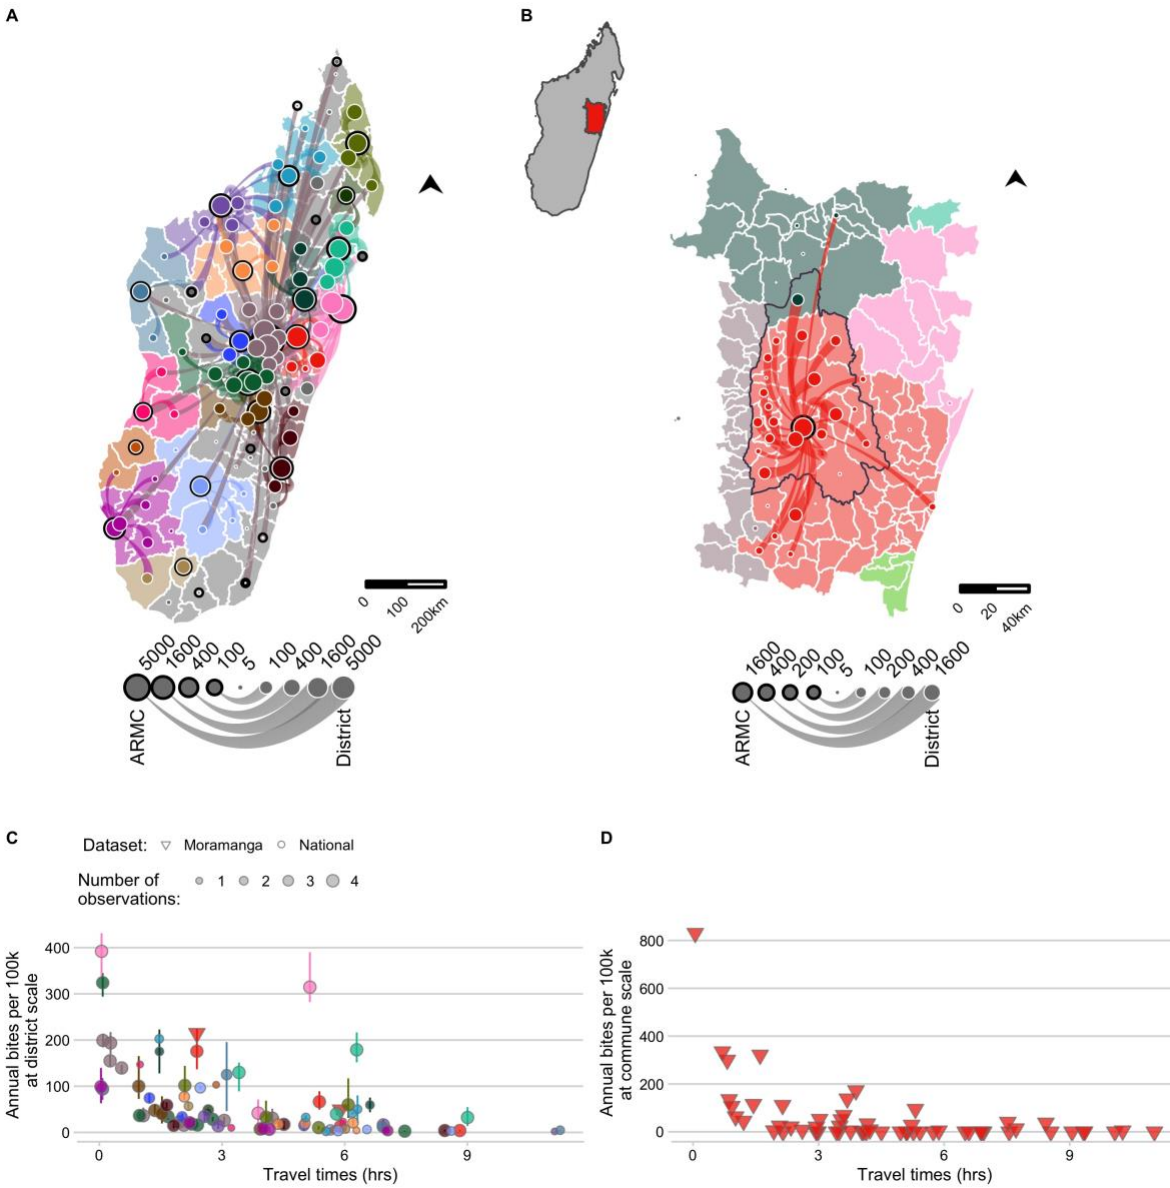 A
B
0
100
200km
0
20
40km
5000
1600
400
100
5
100
400
1600
5000
ARMC
District
1600
400
200
100
5
100
200
400
1600
ARMC
District
C
Dataset: Moramanga National
Number of
observations: 1 2 3 4
Annual bites per 100k
at district scale
400
300
200
100
0
0 3 6 9
Travel times (hrs)
D
Annual bites per 100k
at commune scale
800
600
400
200
0
0 3 6 9
Travel times (hrs)